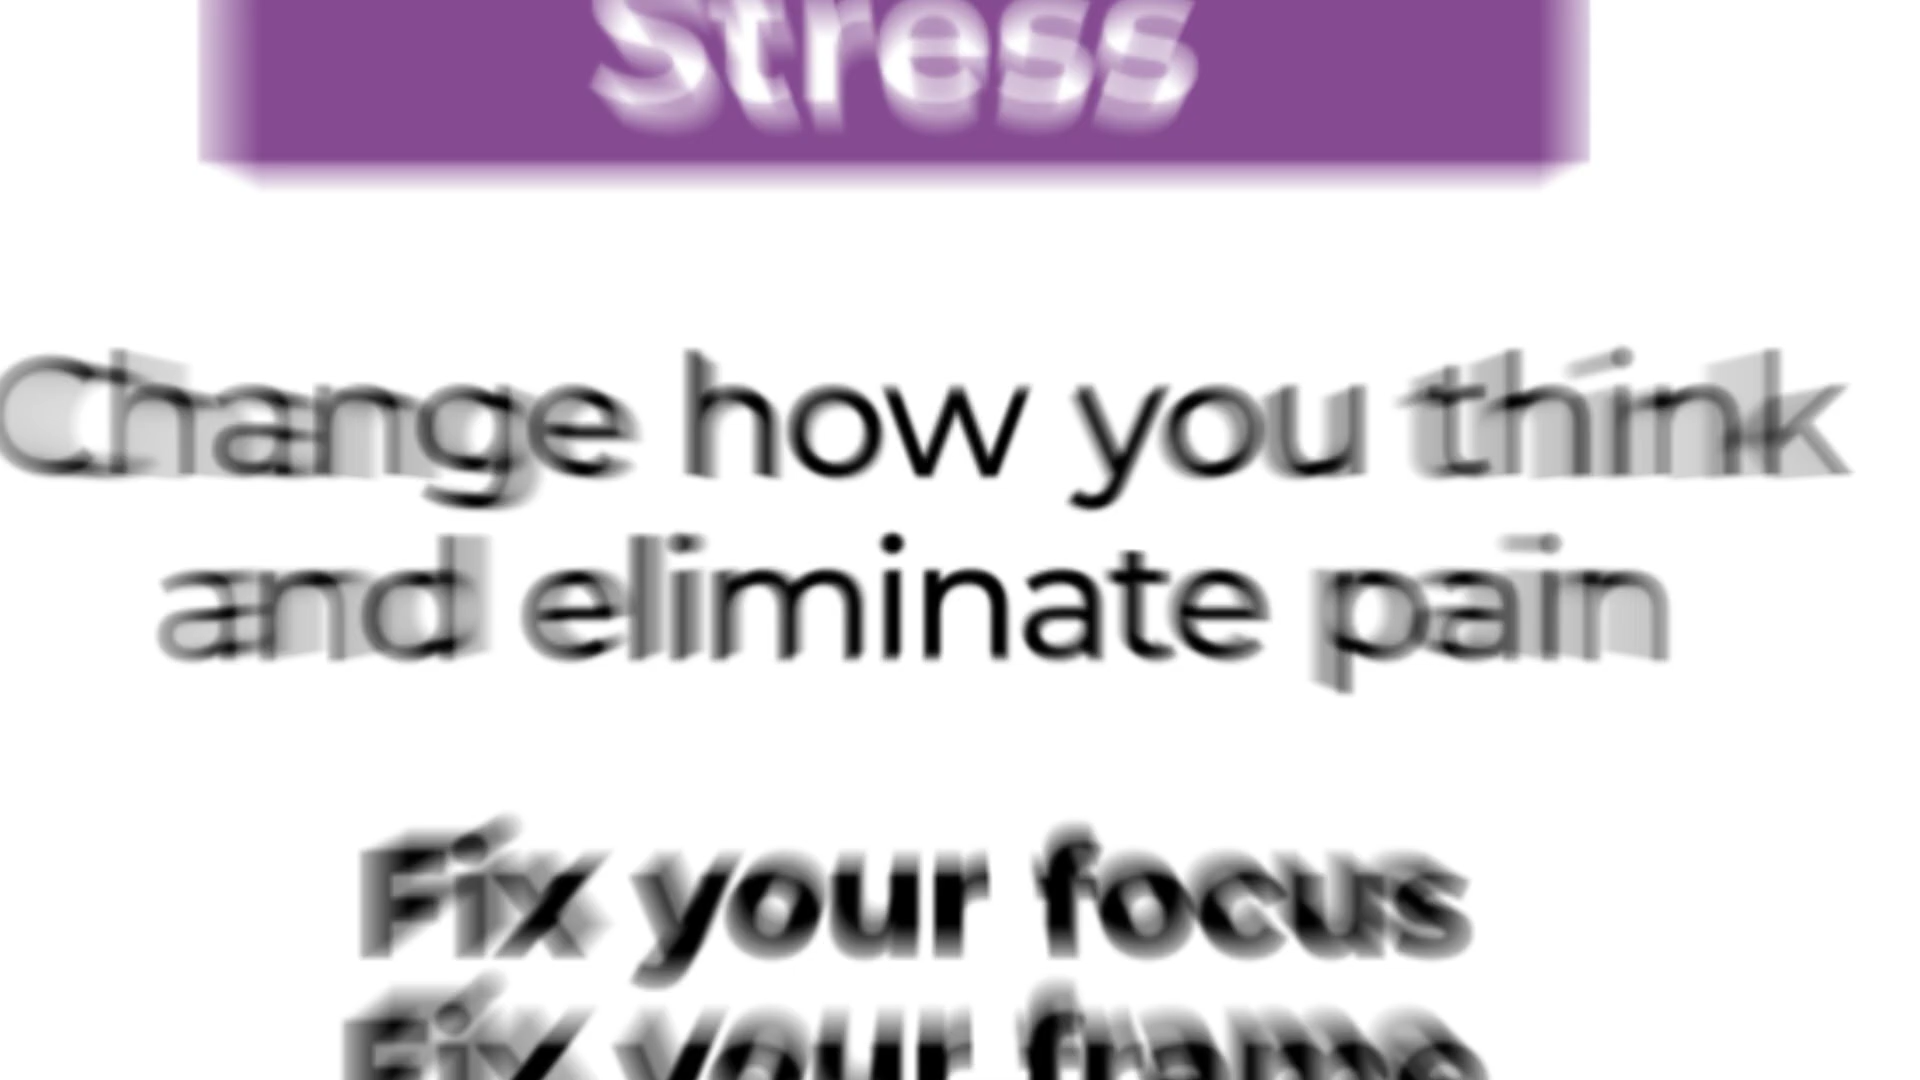 Stress
Change how you think
and eliminate pain
Fix your focus
Fix your frame